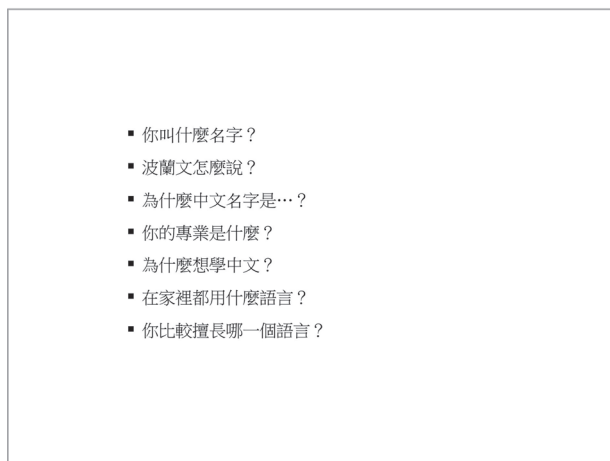 ▪ 你叫什麼名字？
▪ 波蘭文怎麼說？
▪ 為什麼中文名字是…？
▪ 你的專業是什麼？
▪ 為什麼想學中文？
▪ 在家裡都用什麼語言？
▪ 你比較擅長哪一個語言？